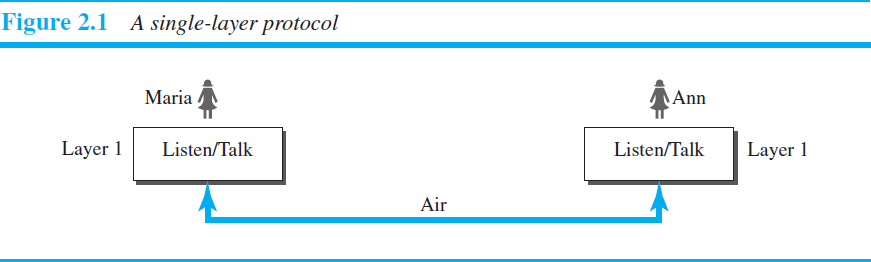 Figure 2.1 A single-layer protocol
Maria
Ann
Layer 1
Listen/Talk
Listen/Talk
Layer 1
Air